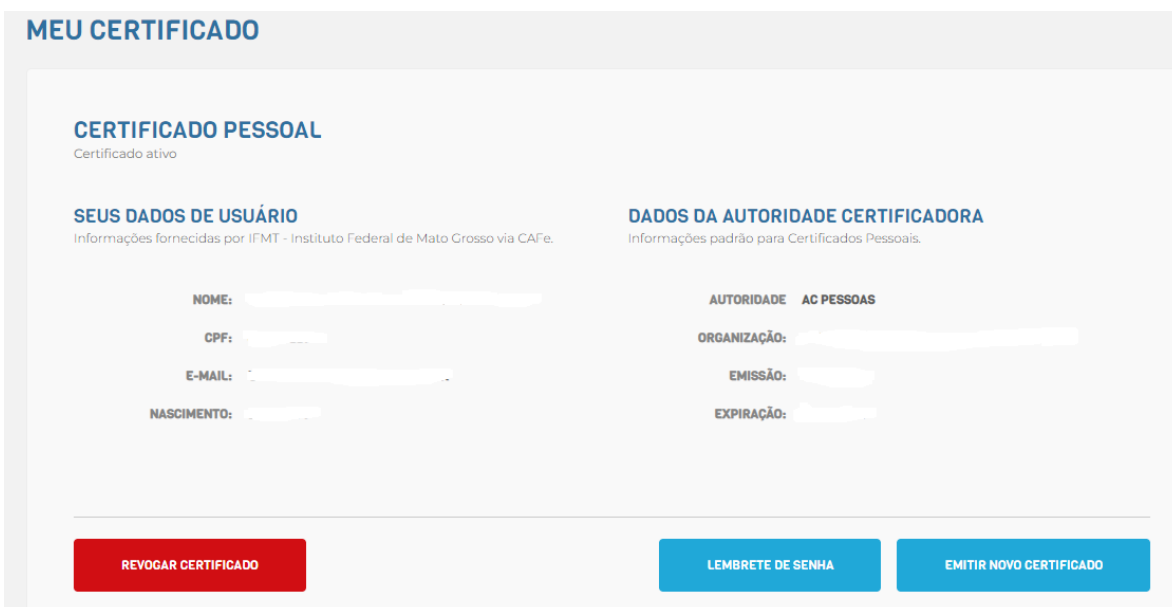 MEU CERTIFICADO
CERTIFICADO PESSOAL
Certificado ativo
SEUS DADOS DE USUÁRIO
Informações fornecidas por IFMT - Instituto Federal de Mato Grosso via CAFe.
NOME:
CPF:
E-MAIL:
NASCIMENTO:
DADOS DA AUTORIDADE CERTIFICADORA
Informações padrão para Certificados Pessoais.
AUTORIDADE AC PESSOAS
ORGANIZAÇÃO:
EMISSÃO:
EXPIRAÇÃO:
REVOGAR CERTIFICADO
LEMBRETE DE SENHA
EMITIR NOVO CERTIFICADO